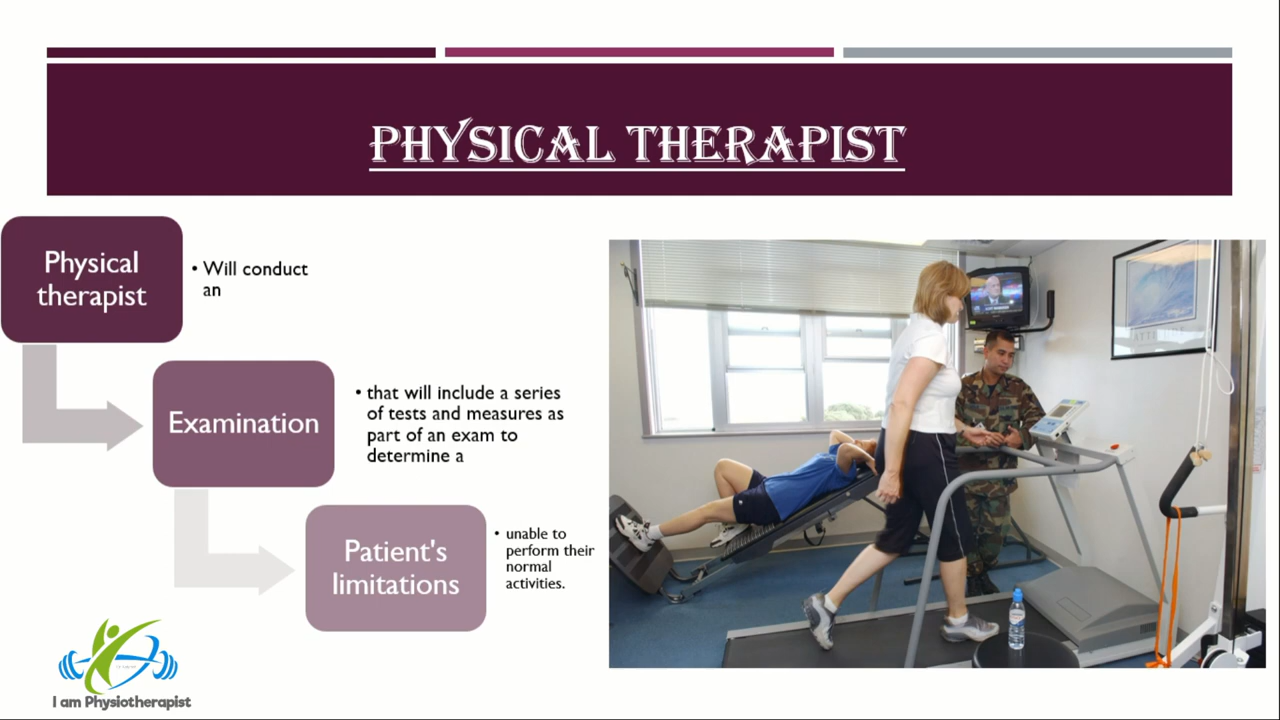 PHYSICAL THERAPIST
Physical
therapist
• Will conduct
an
Examination
• that will include a series
of tests and measures as
part of an exam to
determine a
Patient's
limitations
• unable to
perform their
normal
activities.
I am Physiotherapist